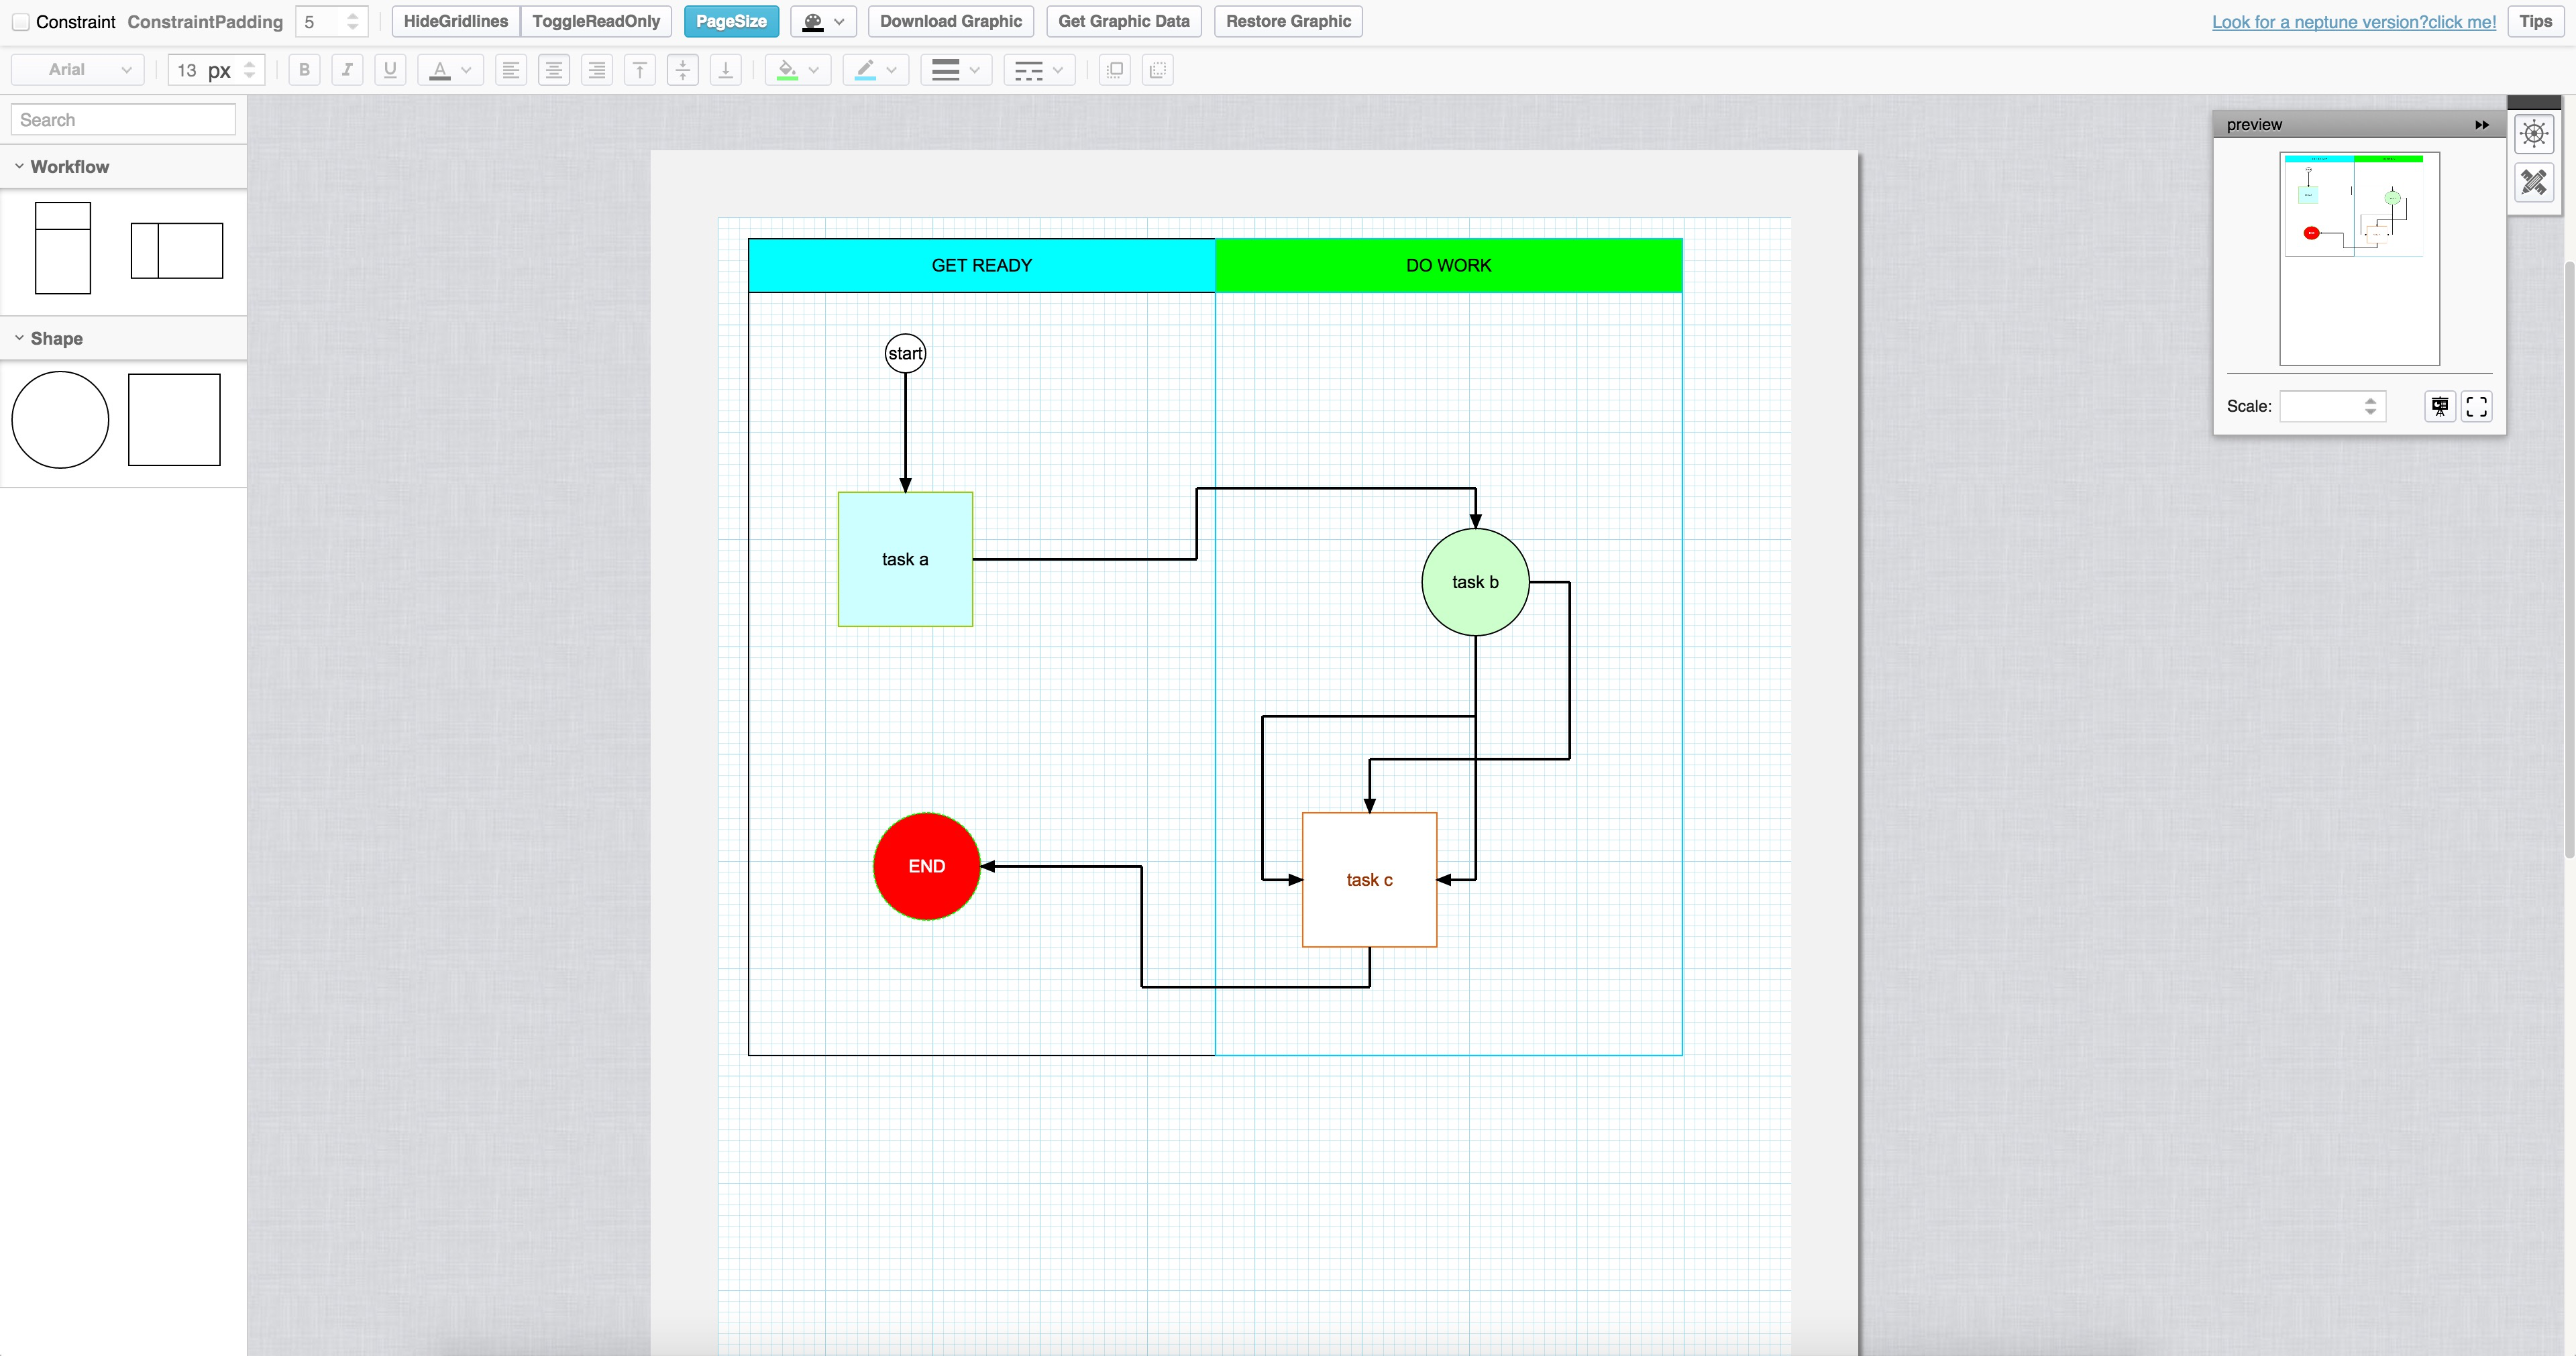 Constraint ConstraintPadding 5 HideGridlines ToggleReadOnly PageSize Download Graphic Get Graphic Data Restore Graphic Look for a neptune version?click me! Tips
Arial 13 px B I U A
Search
Workflow
Shape
GET READY DO WORK
start
task a
task b
END
task c
preview
Scale: